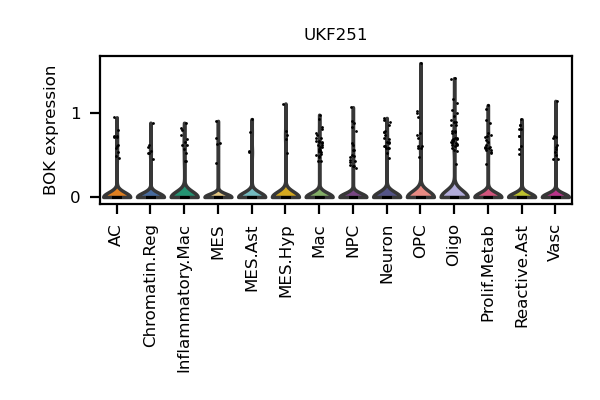 UKF251
BOK expression
1
0
AC
Chromatin.Reg
Inflammatory.Mac
MES
MES.Ast
MES.Hyp
Mac
NPC
Neuron
OPC
Oligo
Prolif.Metab
Reactive.Ast
Vasc